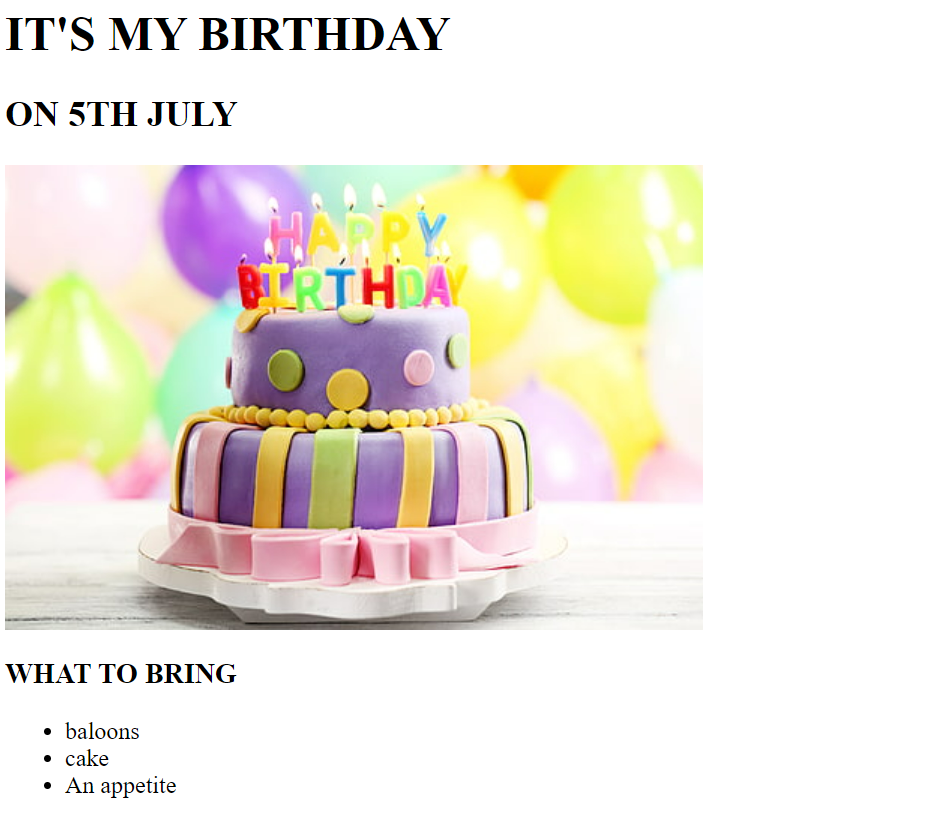 IT'S MY BIRTHDAY
ON 5TH JULY
HAPPY
BIRTHDAY
WHAT TO BRING
baloons
cake
An appetite